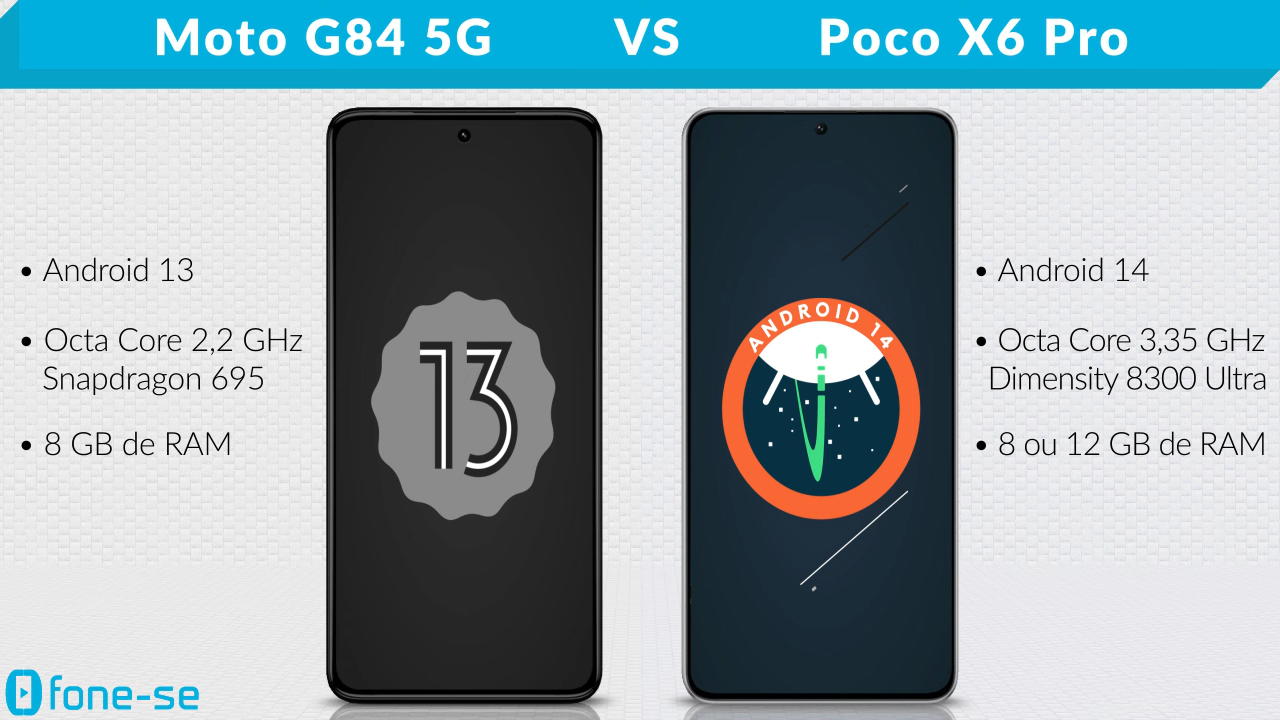 Moto G84 5G VS Poco X6 Pro
• Android 13
• Octa Core 2,2 GHz
Snapdragon 695
• 8 GB de RAM
13
ANDROID 14
• Android 14
• Octa Core 3,35 GHz
Dimensity 8300 Ultra
• 8 ou 12 GB de RAM
fone-se